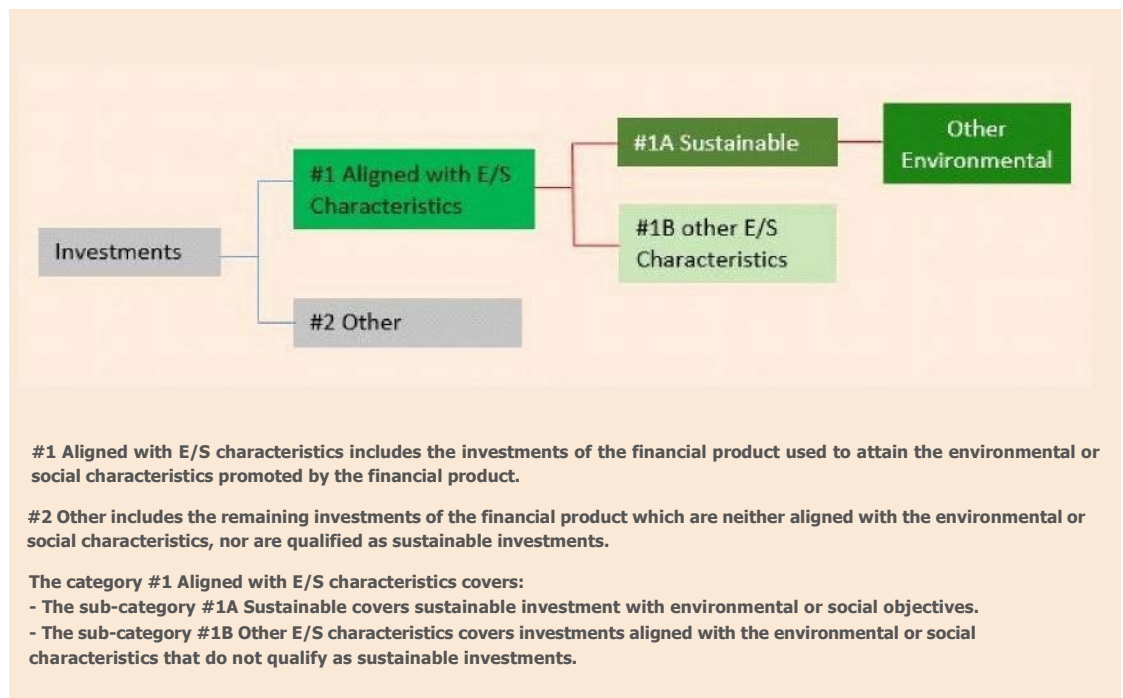 Other
Environmental
#1A Sustainable
#1 Aligned with E/S
Characteristics
#1B other E/S
Characteristics
Investments
#2 Other
#1 Aligned with E/S characteristics includes the investments of the financial product used to attain the environmental or
social characteristics promoted by the financial product.
#2 Other includes the remaining investments of the financial product which are neither aligned with the environmental or
social characteristics, nor are qualified as sustainable investments.
The category #1 Aligned with E/S characteristics covers:
- The sub-category #1A Sustainable covers sustainable investment with environmental or social objectives.
- The sub-category #1B Other E/S characteristics covers investments aligned with the environmental or social
characteristics that do not qualify as sustainable investments.